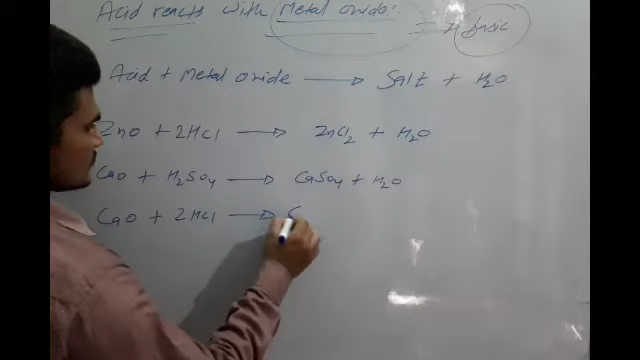 Acid reacts with Metal oxide: => basic
Acid + Metal oxide → Salt + H₂O
ZnO + 2HCl → ZnCl₂ + H₂O
CaO + H₂SO₄ → CaSO₄ + H₂O
CaO + 2HCl → C